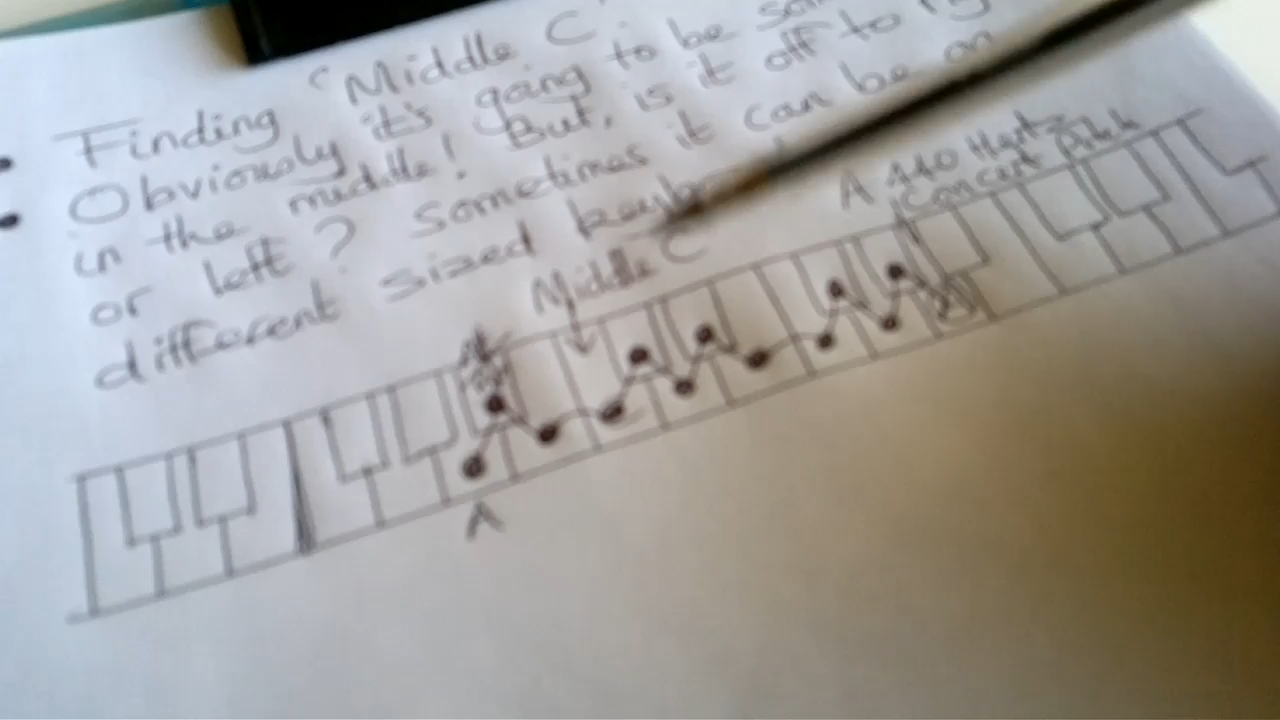 Finding "Middle C"
Obviously it's going to be
in the middle! But, is it off to
or left? Sometimes it can be on
different sized
Middle C
A 440 Hertz
Concert Pitch
A